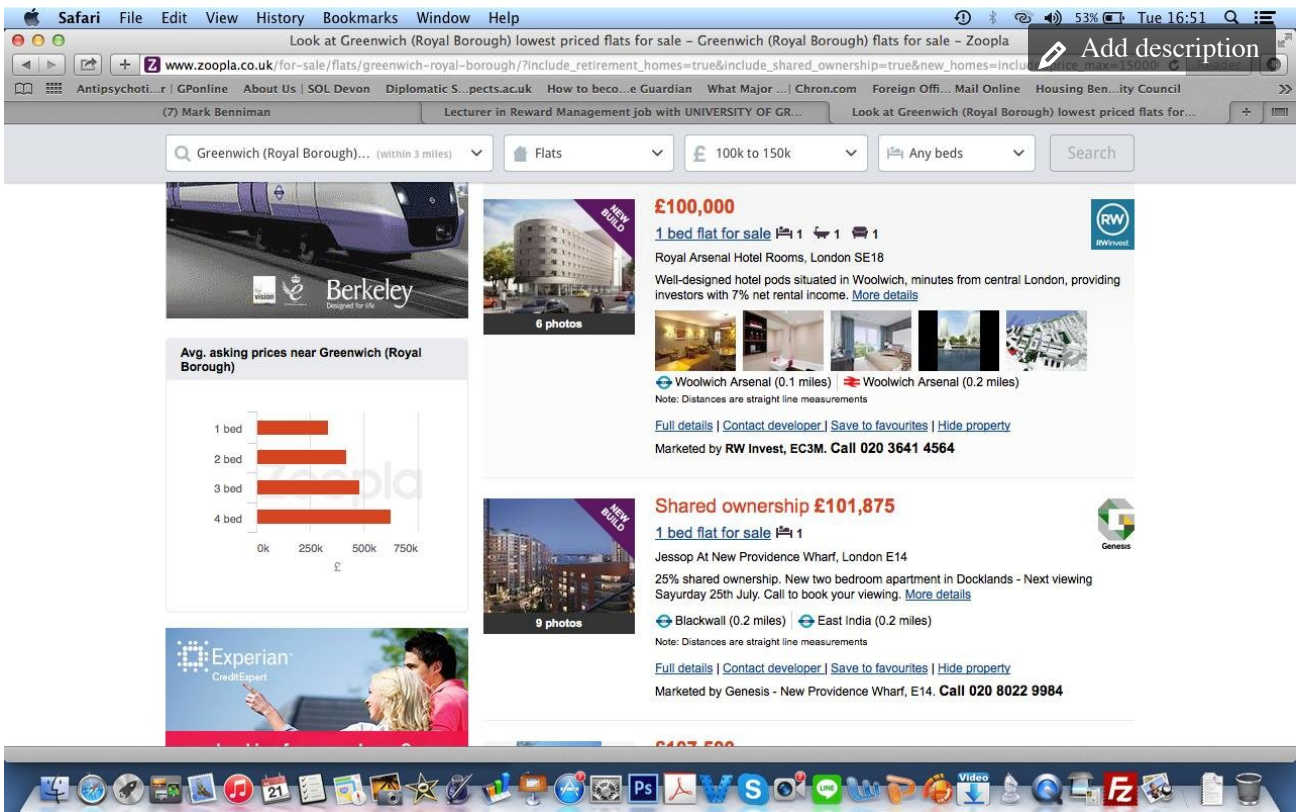 Safari File Edit View History Bookmarks Window Help 53% Tue 16:51
Look at Greenwich (Royal Borough) lowest priced flats for sale – Greenwich (Royal Borough) flats for sale – Zoopla
Add description
www.zoopla.co.uk/for-sale/flats/greenwich-royal-borough/?include_retirement_homes=true&include_shared_ownership=true&new_homes=include price_max=15000 Reader
Antipsychoti...r | GPonline About Us | SOL Devon Diplomatic S...pects.ac.uk How to beco...e Guardian What Major ...| Chron.com Foreign Offi... Mail Online Housing Ben...ity Council
(7) Mark Benniman Lecturer in Reward Management job with UNIVERSITY OF GR... Look at Greenwich (Royal Borough) lowest priced flats for...
Greenwich (Royal Borough)... (within 3 miles) Flats £ 100k to 150k Any beds Search
our vision Berkeley
Designed for life
Avg. asking prices near Greenwich (Royal
Borough)
zoopla
1 bed
2 bed
3 bed
4 bed
0k 250k 500k 750k
£
Experian
CreditExpert
NEW BUILD
6 photos
£100,000
1 bed flat for sale 1 1 1
RW
RWinvest
Royal Arsenal Hotel Rooms, London SE18
Well-designed hotel pods situated in Woolwich, minutes from central London, providing
investors with 7% net rental income. More details
Woolwich Arsenal (0.1 miles) Woolwich Arsenal (0.2 miles)
Note: Distances are straight line measurements
Full details | Contact developer | Save to favourites | Hide property
Marketed by RW Invest, EC3M. Call 020 3641 4564
NEW BUILD
9 photos
Shared ownership £101,875
1 bed flat for sale 1
Genesis
Jessop At New Providence Wharf, London E14
25% shared ownership. New two bedroom apartment in Docklands - Next viewing
Sayurday 25th July. Call to book your viewing. More details
Blackwall (0.2 miles) East India (0.2 miles)
Note: Distances are straight line measurements
Full details | Contact developer | Save to favourites | Hide property
Marketed by Genesis - New Providence Wharf, E14. Call 020 8022 9984
21 Ps S LINE W P Video Fz